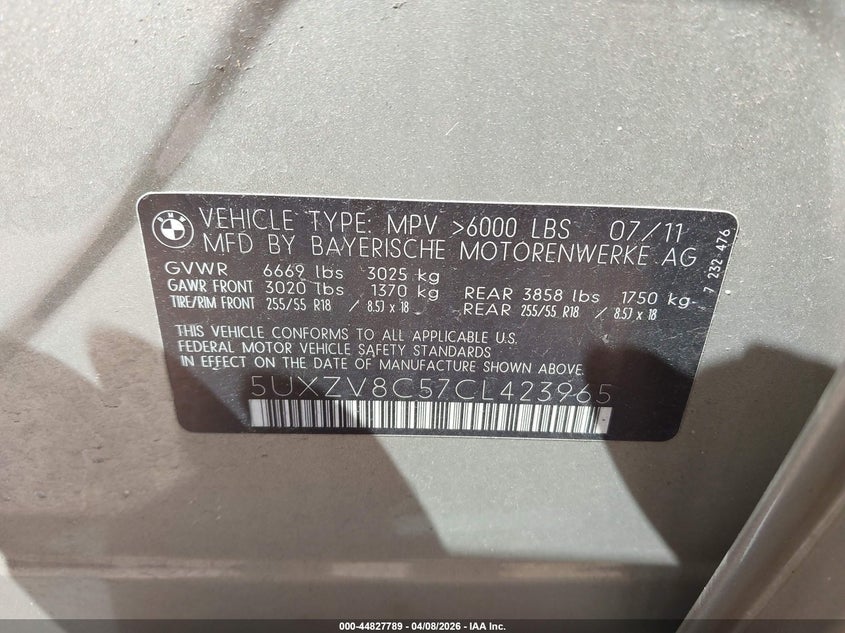 BMW
VEHICLE TYPE: MPV >6000 LBS 07/11
MFD BY BAYERISCHE MOTORENWERKE AG
GVWR 6669 lbs 3025 kg
GAWR FRONT 3020 lbs 1370 kg REAR 3858 lbs 1750 kg
TIRE/RIM FRONT 255/55 R18 / 8.5J x 18 REAR 255/55 R18 / 8.5J x 18
THIS VEHICLE CONFORMS TO ALL APPLICABLE U.S.
FEDERAL MOTOR VEHICLE SAFETY STANDARDS
IN EFFECT ON THE DATE OF MANUFACTURE SHOWN ABOVE.
5UXZV8C57CL423965
7 232 476
000-44827789 - 04/08/2026 - IAA Inc.